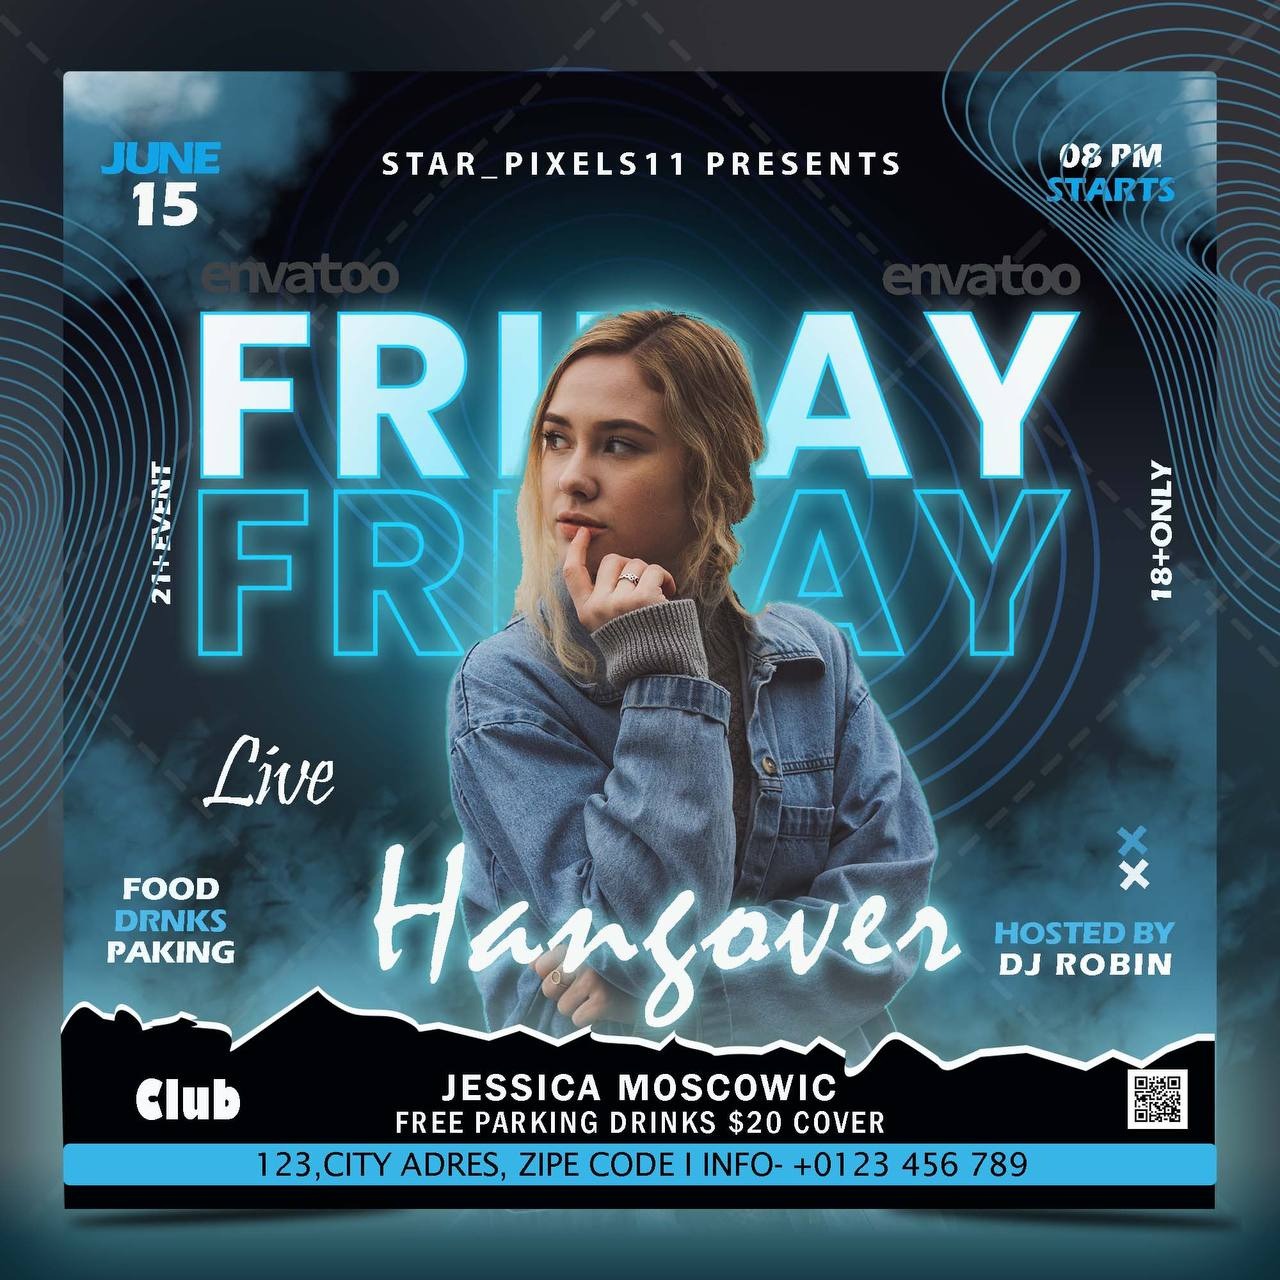 JUNE
15
STAR_PIXELS11 PRESENTS
08 PM
STARTS
envatoo
envatoo
FRIDAY
FRIDAY
21+EVENT
18+ONLY
Live
Hangover
FOOD
DRNKS
PAKING
HOSTED BY
DJ ROBIN
Club
JESSICA MOSCOWIC
FREE PARKING DRINKS $20 COVER
123,CITY ADRES, ZIPE CODE I INFO- +0123 456 789